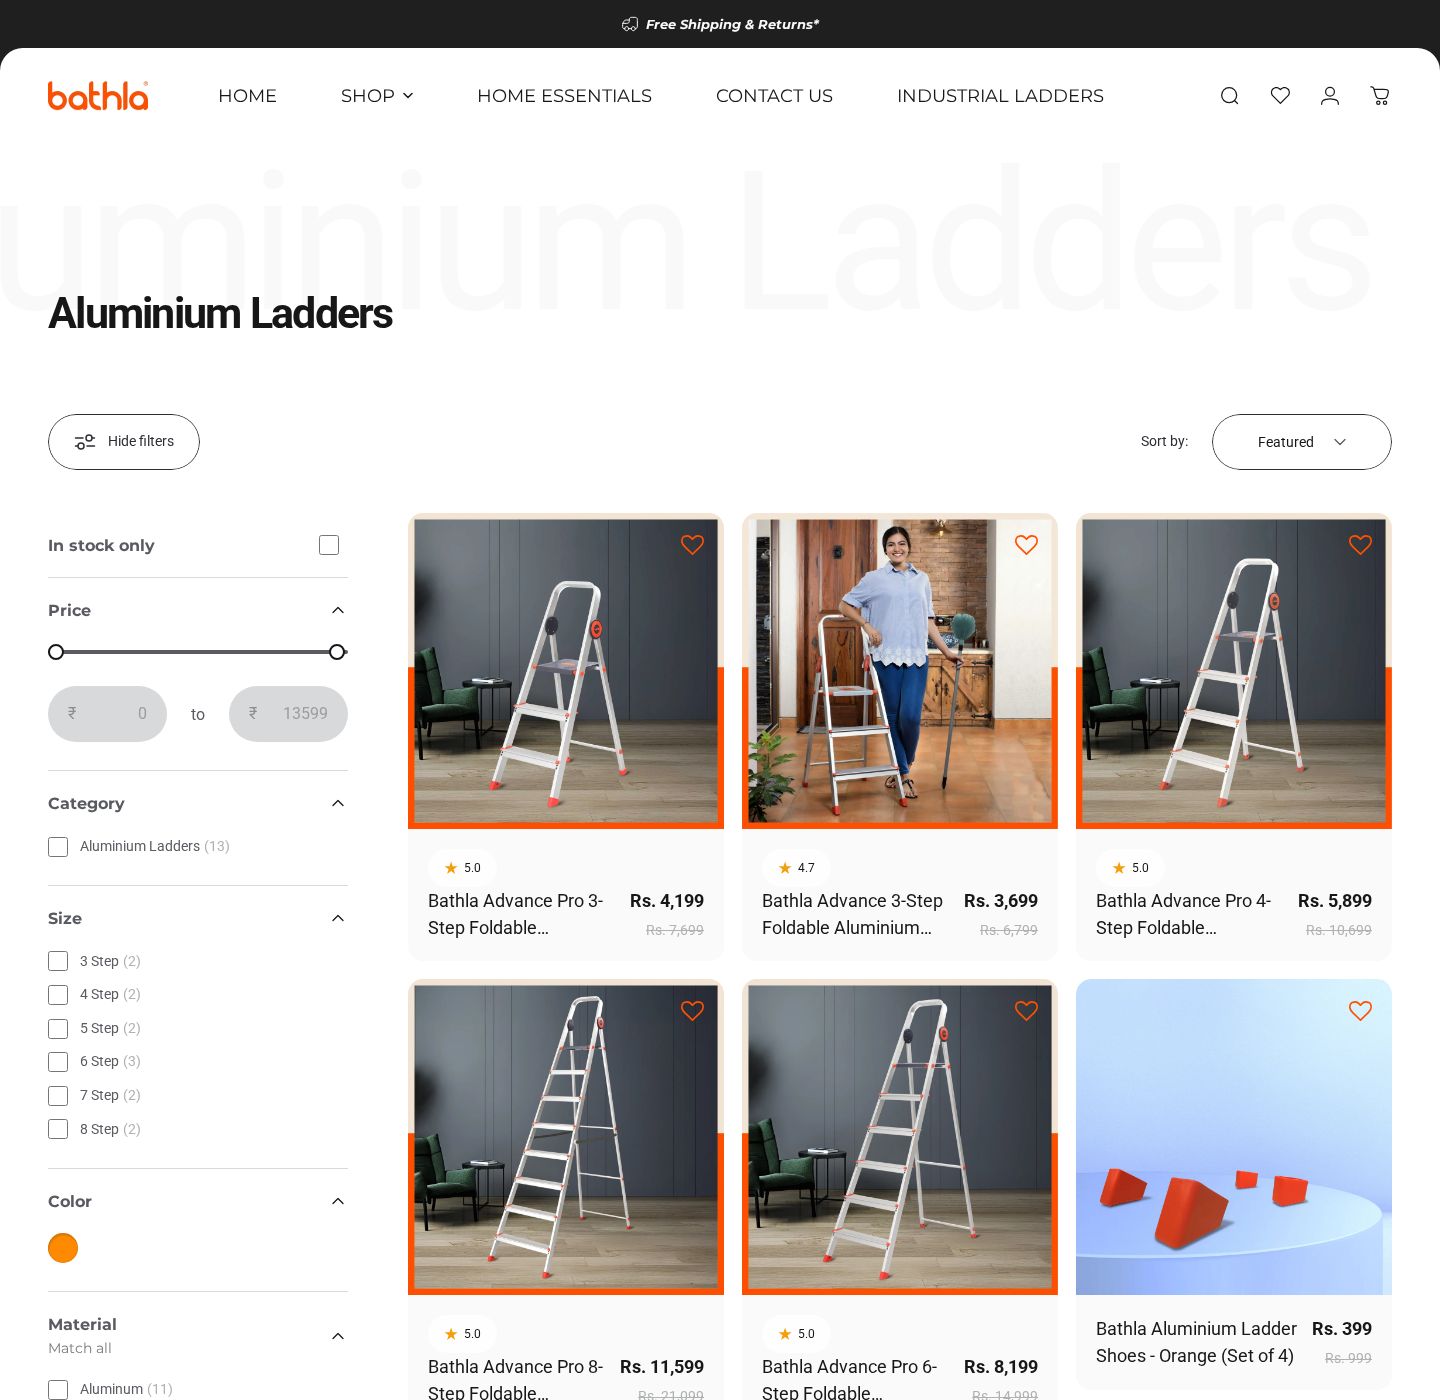 Free Shipping & Returns*
bathla
HOME
SHOP
HOME ESSENTIALS
CONTACT US
INDUSTRIAL LADDERS
uminium Ladders
Aluminium Ladders
Hide filters
Sort by:
Featured
In stock only
Price
₹ 0 to ₹ 13599
Category
Aluminium Ladders (13)
Size
3 Step (2)
4 Step (2)
5 Step (2)
6 Step (3)
7 Step (2)
8 Step (2)
Color
Material
Match all
Aluminum (11)
5.0
Bathla Advance Pro 3-
Step Foldable...
Rs. 4,199
Rs. 7,699
4.7
Bathla Advance 3-Step
Foldable Aluminium...
Rs. 3,699
Rs. 6,799
5.0
Bathla Advance Pro 4-
Step Foldable...
Rs. 5,899
Rs. 10,699
5.0
Bathla Advance Pro 8-
Step Foldable...
Rs. 11,599
Rs. 21,099
5.0
Bathla Advance Pro 6-
Step Foldable...
Rs. 8,199
Rs. 14,999
Bathla Aluminium Ladder
Shoes - Orange (Set of 4)
Rs. 399
Rs. 999